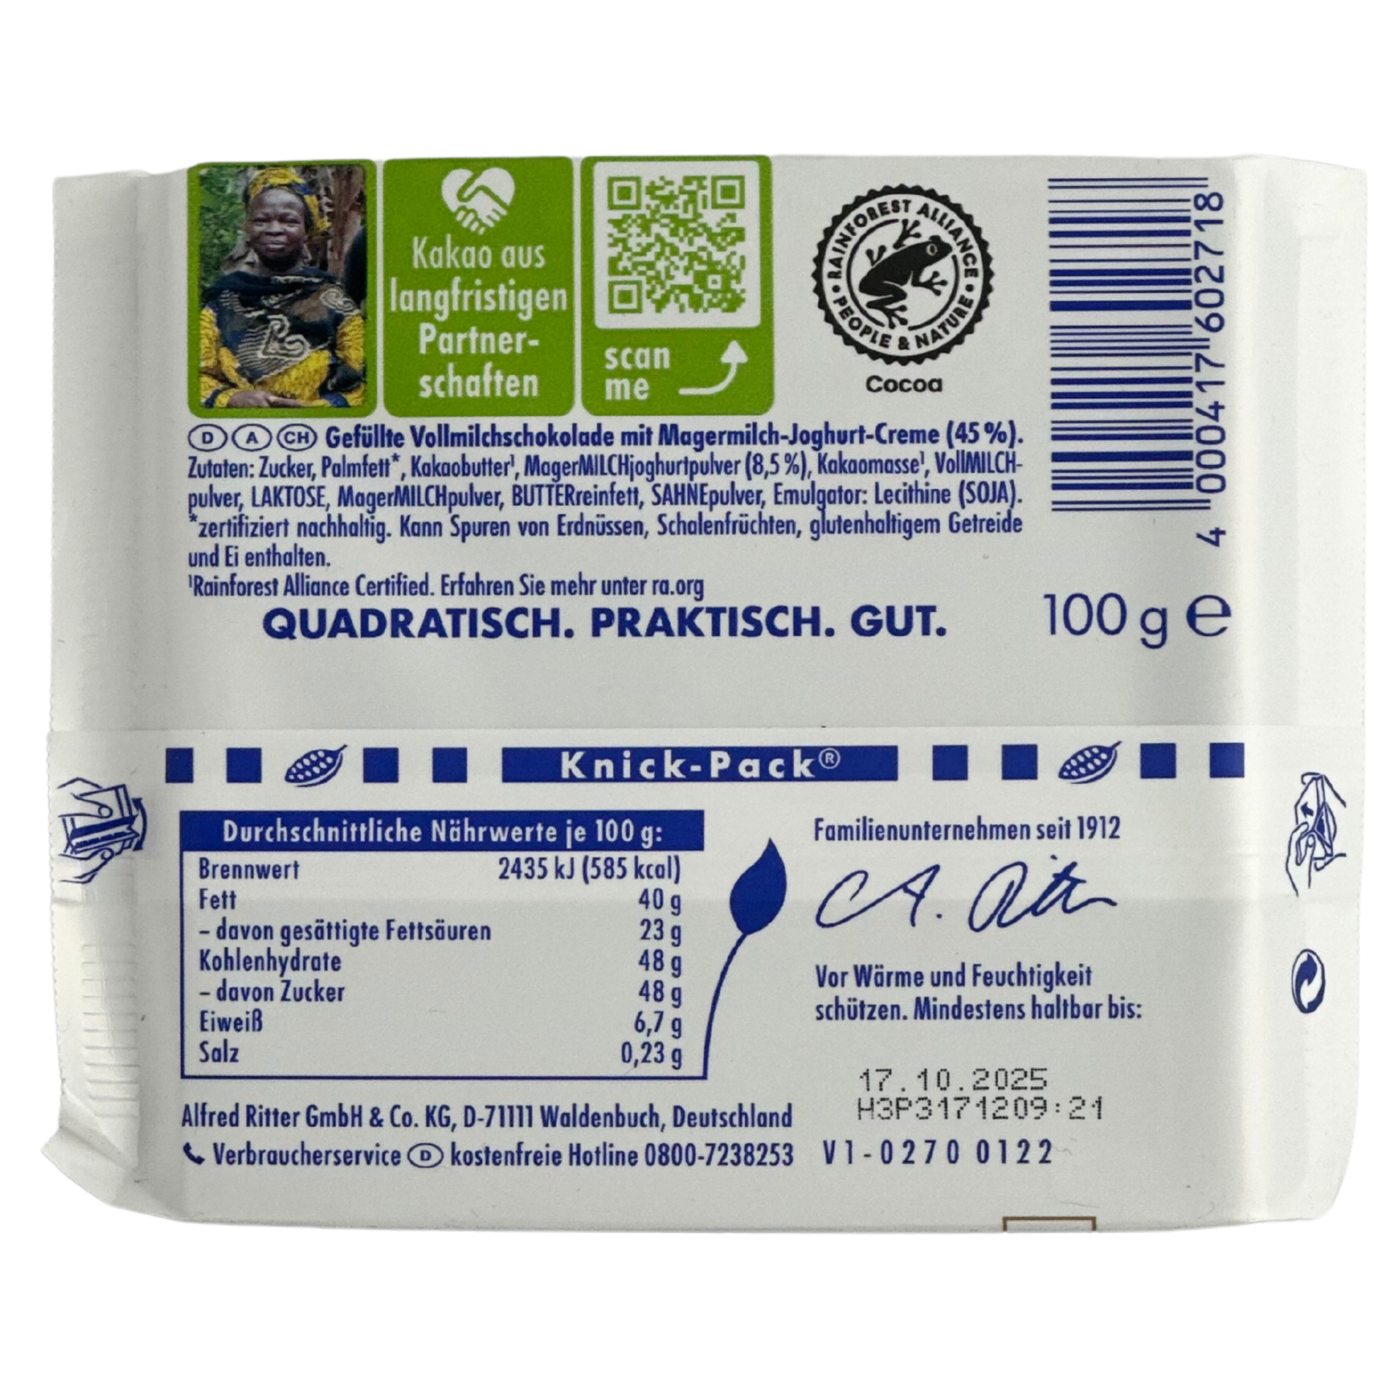 Kakao aus
langfristigen
Partner-
schaften
scan
me
RAINFOREST ALLIANCE
PEOPLE & NATURE
Cocoa
4 000417 602718
D A CH Gefüllte Vollmilchschokolade mit Magermilch-Joghurt-Creme (45 %).
Zutaten: Zucker, Palmfett*, Kakaobutter¹, MagerMILCHjoghurtpulver (8,5 %), Kakaomasse¹, VollMILCH-
pulver, LAKTOSE, MagerMILCHpulver, BUTTERreinfett, SAHNEpulver, Emulgator: Lecithine (SOJA).
*zertifiziert nachhaltig. Kann Spuren von Erdnüssen, Schalenfrüchten, glutenhaltigem Getreide
und Ei enthalten.
¹Rainforest Alliance Certified. Erfahren Sie mehr unter ra.org
QUADRATISCH. PRAKTISCH. GUT.
100 g ℮
Knick-Pack®
Durchschnittliche Nährwerte je 100 g:
Brennwert 2435 kJ (585 kcal)
Fett 40 g
– davon gesättigte Fettsäuren 23 g
Kohlenhydrate 48 g
– davon Zucker 48 g
Eiweiß 6,7 g
Salz 0,23 g
Familienunternehmen seit 1912
A. Ritter
Vor Wärme und Feuchtigkeit
schützen. Mindestens haltbar bis:
17.10.2025
H3P3171209:21
Alfred Ritter GmbH & Co. KG, D-71111 Waldenbuch, Deutschland
Verbraucherservice D kostenfreie Hotline 0800-7238253
V1-0270 0122